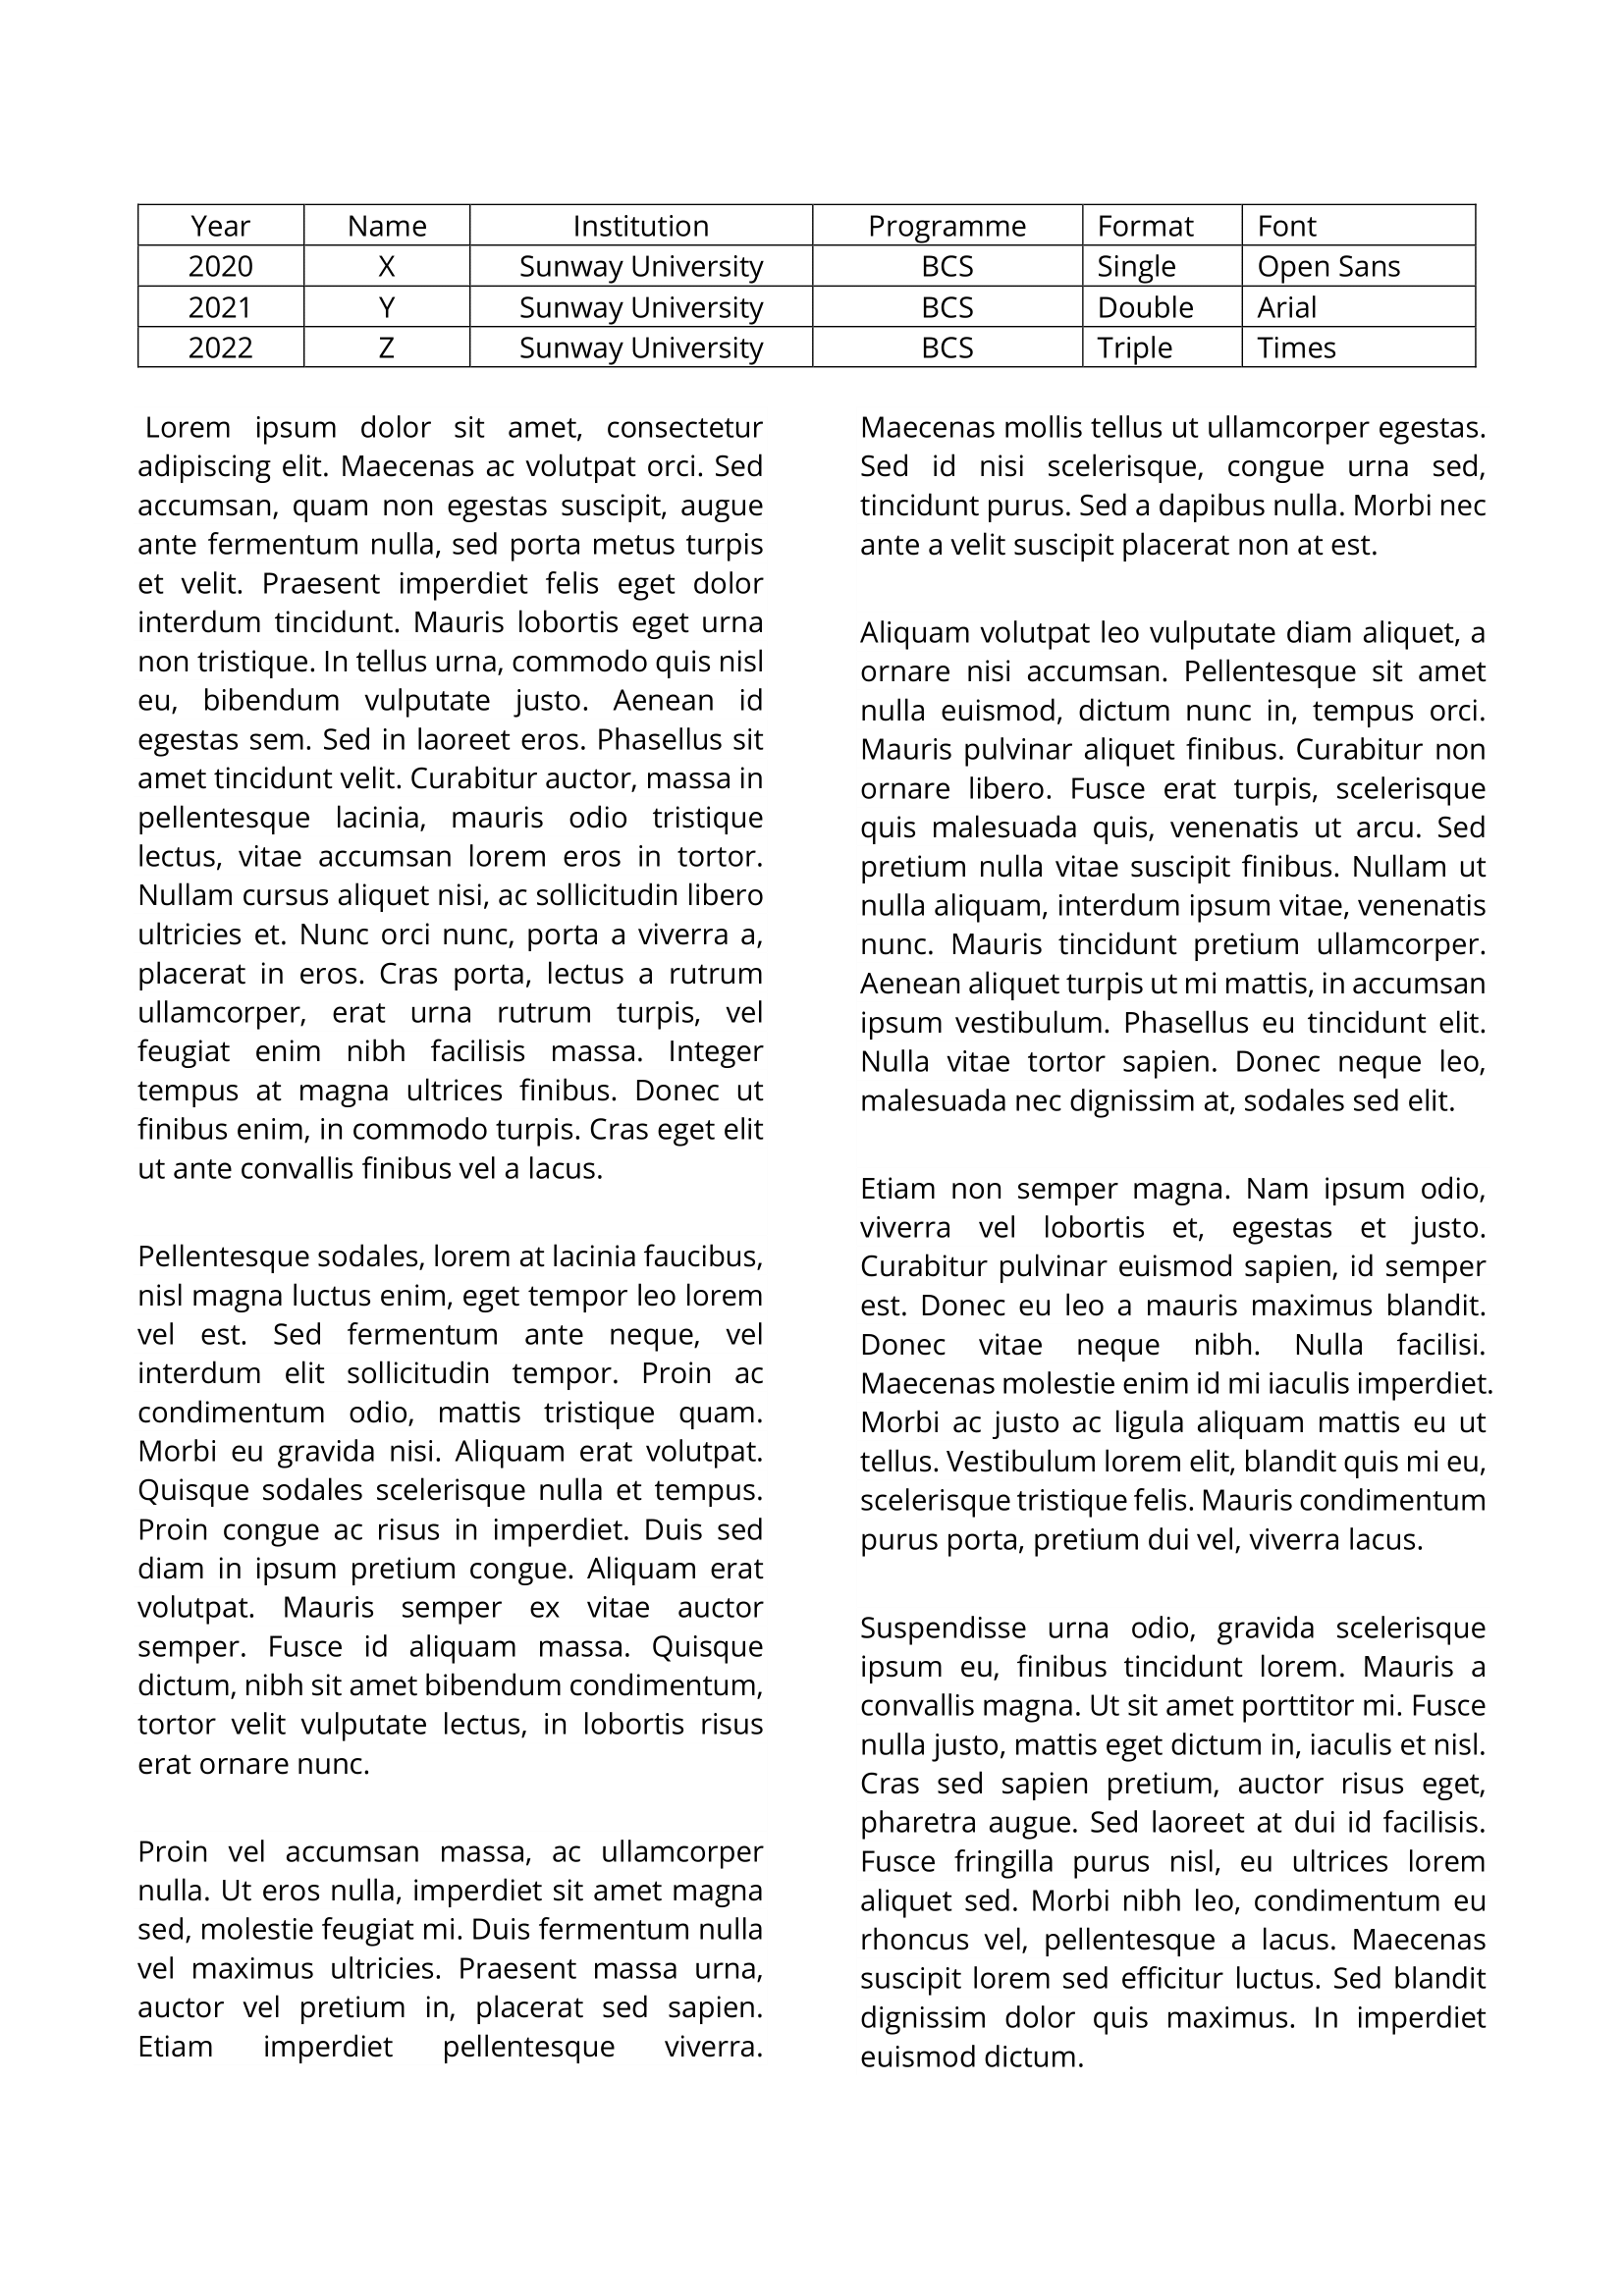 Year Name Institution Programme Format Font
2020 X Sunway University BCS Single Open Sans
2021 Y Sunway University BCS Double Arial
2022 Z Sunway University BCS Triple Times
Lorem ipsum dolor sit amet, consectetur
adipiscing elit. Maecenas ac volutpat orci. Sed
accumsan, quam non egestas suscipit, augue
ante fermentum nulla, sed porta metus turpis
et velit. Praesent imperdiet felis eget dolor
interdum tincidunt. Mauris lobortis eget urna
non tristique. In tellus urna, commodo quis nisl
eu, bibendum vulputate justo. Aenean id
egestas sem. Sed in laoreet eros. Phasellus sit
amet tincidunt velit. Curabitur auctor, massa in
pellentesque lacinia, mauris odio tristique
lectus, vitae accumsan lorem eros in tortor.
Nullam cursus aliquet nisi, ac sollicitudin libero
ultricies et. Nunc orci nunc, porta a viverra a,
placerat in eros. Cras porta, lectus a rutrum
ullamcorper, erat urna rutrum turpis, vel
feugiat enim nibh facilisis massa. Integer
tempus at magna ultrices finibus. Donec ut
finibus enim, in commodo turpis. Cras eget elit
ut ante convallis finibus vel a lacus.
Pellentesque sodales, lorem at lacinia faucibus,
nisl magna luctus enim, eget tempor leo lorem
vel est. Sed fermentum ante neque, vel
interdum elit sollicitudin tempor. Proin ac
condimentum odio, mattis tristique quam.
Morbi eu gravida nisi. Aliquam erat volutpat.
Quisque sodales scelerisque nulla et tempus.
Proin congue ac risus in imperdiet. Duis sed
diam in ipsum pretium congue. Aliquam erat
volutpat. Mauris semper ex vitae auctor
semper. Fusce id aliquam massa. Quisque
dictum, nibh sit amet bibendum condimentum,
tortor velit vulputate lectus, in lobortis risus
erat ornare nunc.
Proin vel accumsan massa, ac ullamcorper
nulla. Ut eros nulla, imperdiet sit amet magna
sed, molestie feugiat mi. Duis fermentum nulla
vel maximus ultricies. Praesent massa urna,
auctor vel pretium in, placerat sed sapien.
Etiam imperdiet pellentesque viverra.
Maecenas mollis tellus ut ullamcorper egestas.
Sed id nisi scelerisque, congue urna sed,
tincidunt purus. Sed a dapibus nulla. Morbi nec
ante a velit suscipit placerat non at est.
Aliquam volutpat leo vulputate diam aliquet, a
ornare nisi accumsan. Pellentesque sit amet
nulla euismod, dictum nunc in, tempus orci.
Mauris pulvinar aliquet finibus. Curabitur non
ornare libero. Fusce erat turpis, scelerisque
quis malesuada quis, venenatis ut arcu. Sed
pretium nulla vitae suscipit finibus. Nullam ut
nulla aliquam, interdum ipsum vitae, venenatis
nunc. Mauris tincidunt pretium ullamcorper.
Aenean aliquet turpis ut mi mattis, in accumsan
ipsum vestibulum. Phasellus eu tincidunt elit.
Nulla vitae tortor sapien. Donec neque leo,
malesuada nec dignissim at, sodales sed elit.
Etiam non semper magna. Nam ipsum odio,
viverra vel lobortis et, egestas et justo.
Curabitur pulvinar euismod sapien, id semper
est. Donec eu leo a mauris maximus blandit.
Donec vitae neque nibh. Nulla facilisi.
Maecenas molestie enim id mi iaculis imperdiet.
Morbi ac justo ac ligula aliquam mattis eu ut
tellus. Vestibulum lorem elit, blandit quis mi eu,
scelerisque tristique felis. Mauris condimentum
purus porta, pretium dui vel, viverra lacus.
Suspendisse urna odio, gravida scelerisque
ipsum eu, finibus tincidunt lorem. Mauris a
convallis magna. Ut sit amet porttitor mi. Fusce
nulla justo, mattis eget dictum in, iaculis et nisl.
Cras sed sapien pretium, auctor risus eget,
pharetra augue. Sed laoreet at dui id facilisis.
Fusce fringilla purus nisl, eu ultrices lorem
aliquet sed. Morbi nibh leo, condimentum eu
rhoncus vel, pellentesque a lacus. Maecenas
suscipit lorem sed efficitur luctus. Sed blandit
dignissim dolor quis maximus. In imperdiet
euismod dictum.